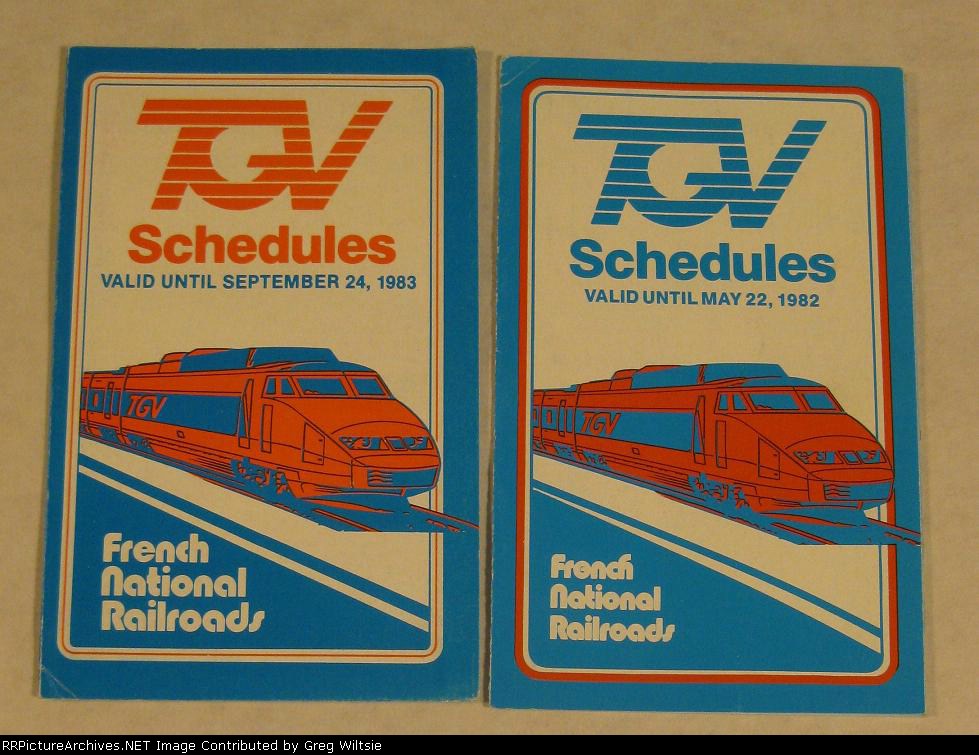 TGV
Schedules
VALID UNTIL SEPTEMBER 24, 1983
TGV
French
National
Railroads
TGV
Schedules
VALID UNTIL MAY 22, 1982
TGV
French
National
Railroads
RRPictureArchives.NET Image Contributed by Greg Wiltsie